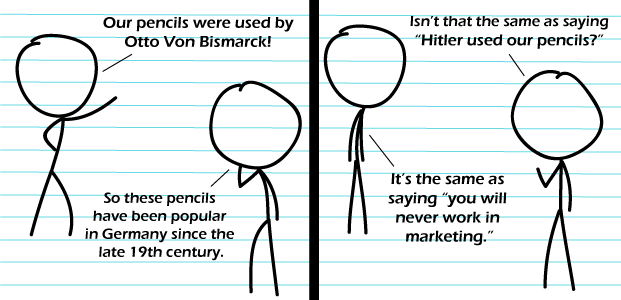 Our pencils were used by
Otto Von Bismarck!
So these pencils
have been popular
in Germany since the
late 19th century.
Isn't that the same as saying
"Hitler used our pencils?"
It's the same as
saying "you will
never work in
marketing."